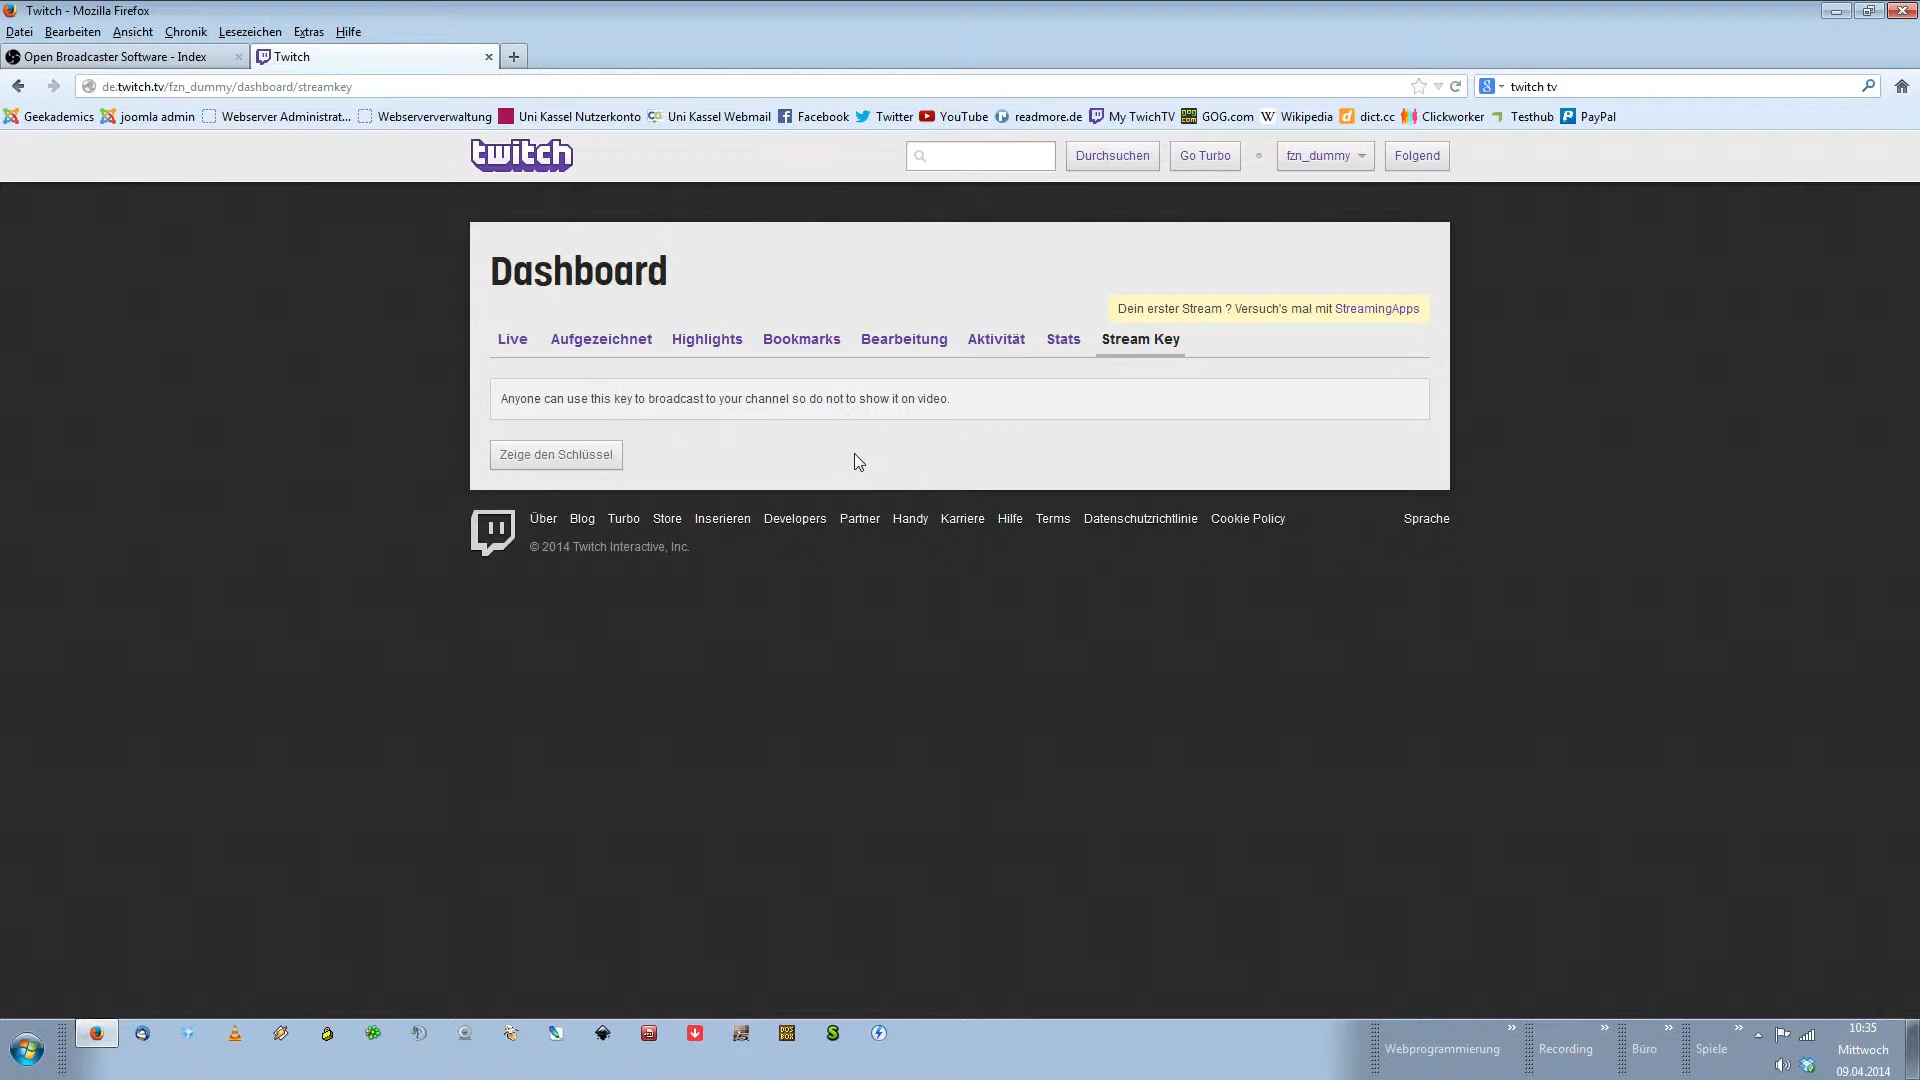 Twitch - Mozilla Firefox
Datei Bearbeiten Ansicht Chronik Lesezeichen Extras Hilfe
Open Broadcaster Software - Index Twitch
de.twitch.tv/fzn_dummy/dashboard/streamkey twitch tv
Geekademics joomla admin Webserver Administrat... Webserververwaltung Uni Kassel Nutzerkonto Uni Kassel Webmail Facebook Twitter YouTube readmore.de My TwichTV GOG.com Wikipedia dict.cc Clickworker Testhub PayPal
twitch Durchsuchen Go Turbo fzn_dummy Folgend
Dashboard
Dein erster Stream ? Versuch's mal mit StreamingApps
Live Aufgezeichnet Highlights Bookmarks Bearbeitung Aktivität Stats Stream Key
Anyone can use this key to broadcast to your channel so do not to show it on video.
Zeige den Schlüssel
Über Blog Turbo Store Inserieren Developers Partner Handy Karriere Hilfe Terms Datenschutzrichtlinie Cookie Policy Sprache
© 2014 Twitch Interactive, Inc.
Webprogrammierung Recording Büro Spiele
10:35
Mittwoch
09.04.2014